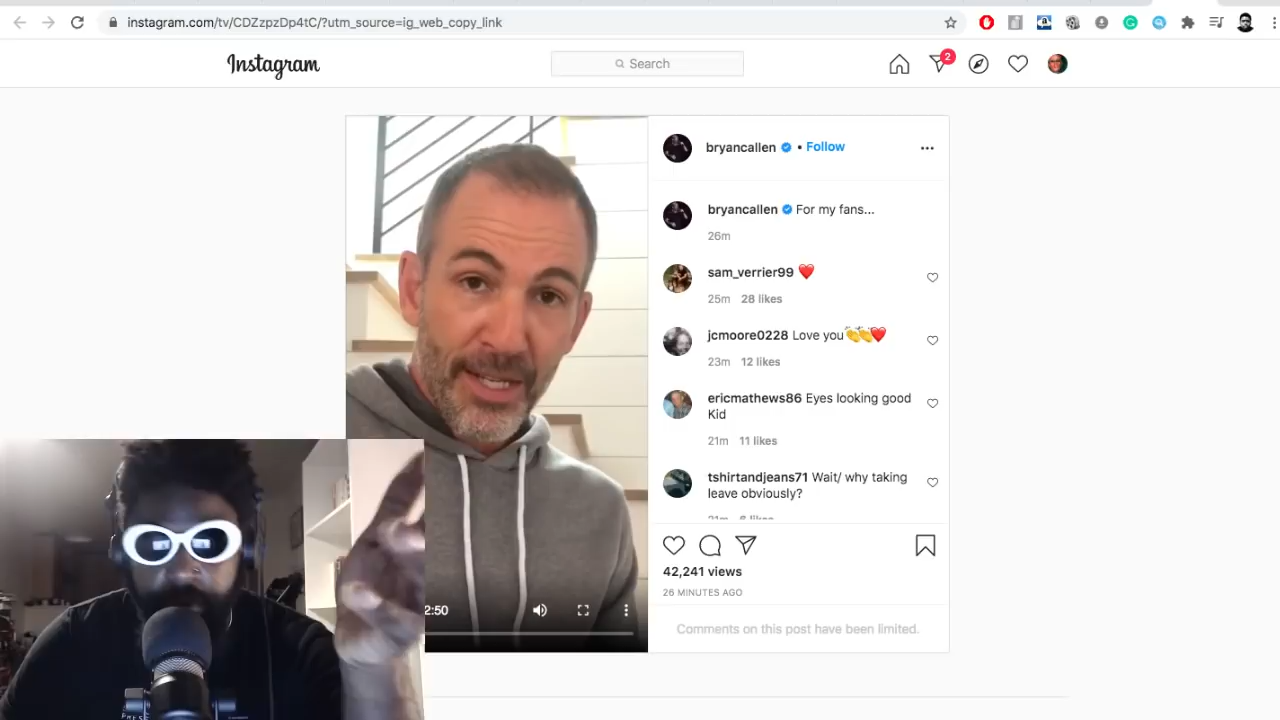 instagram.com/tv/CDZzpzDp4tC/?utm_source=ig_web_copy_link
Instagram
Search
2
bryancallen • Follow
bryancallen For my fans...
26m
sam_verrier99 ❤️
25m 28 likes
jcmoore0228 Love you👏👏❤️
23m 12 likes
ericmathews86 Eyes looking good
Kid
21m 11 likes
tshirtandjeans71 Wait/ why taking
leave obviously?
2:50
42,241 views
26 MINUTES AGO
Comments on this post have been limited.